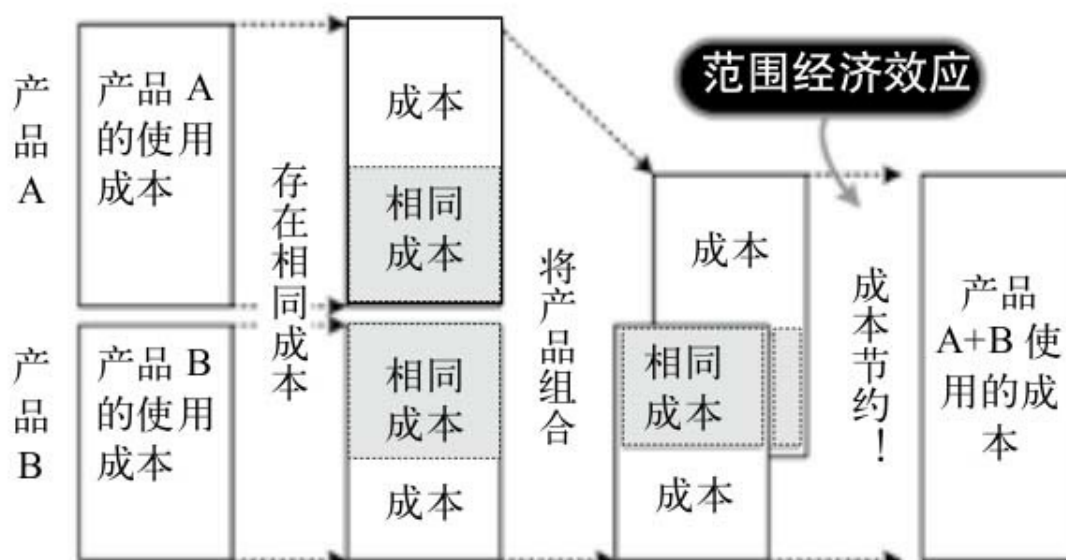 产品A
产品 A
的使用
成本
产品B
产品 B
的使用
成本
存在相同成本
成本
相同
成本
相同
成本
成本
将产品组合
范围经济效应
成本
相同
成本
成本
成本节约！
产品
A+B 使
用的成
本